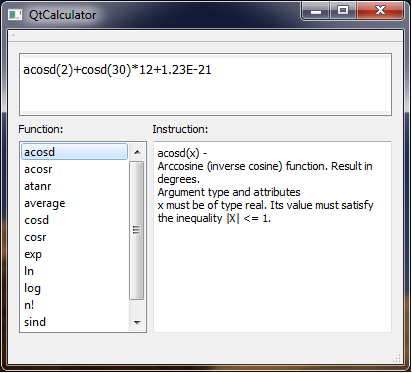 QtCalculator
acosd(2)+cosd(30)*12+1.23E-21
Function:
Instruction:
acosd
acosr
atanr
average
cosd
cosr
exp
ln
log
n!
sind
acosd(x) -
Arccosine (inverse cosine) function. Result in
degrees.
Argument type and attributes
x must be of type real. Its value must satisfy
the inequality |X| <= 1.